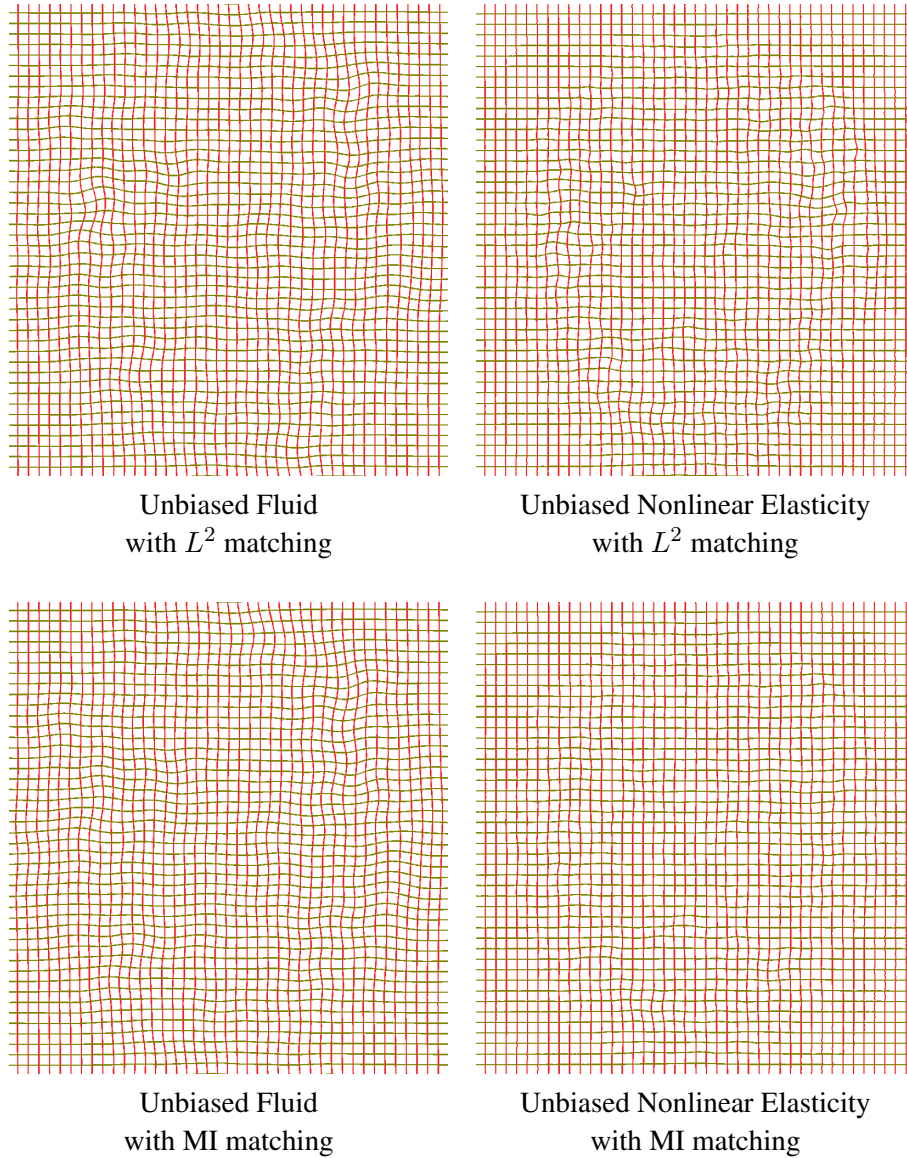 Unbiased Fluid
with L² matching
Unbiased Nonlinear Elasticity
with L² matching
Unbiased Fluid
with MI matching
Unbiased Nonlinear Elasticity
with MI matching